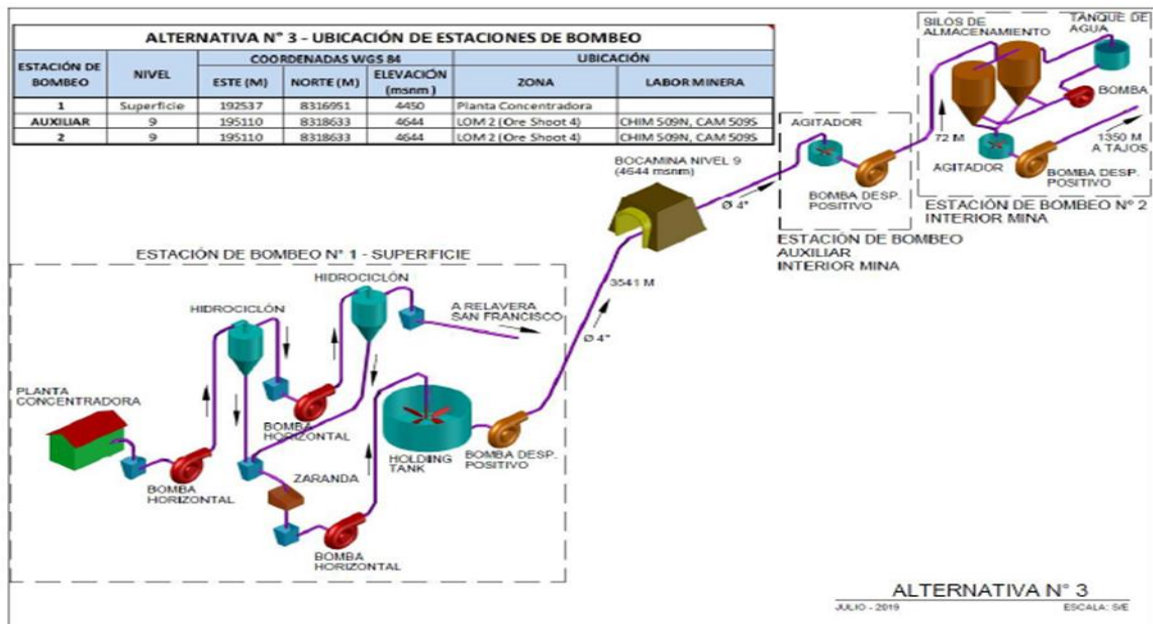 ALTERNATIVA N° 3 - UBICACIÓN DE ESTACIONES DE BOMBEO
ESTACIÓN DE BOMBEO NIVEL COORDENADAS WGS 84 UBICACIÓN
ESTE (M) NORTE (M) ELEVACIÓN (msnm) ZONA LABOR MINERA
1 Superficie 192537 8316951 4450 Planta Concentradora
AUXILIAR 9 195110 8318633 4644 LOM 2 (Ore Shoot 4) CHIM 509N, CAM 509S
2 9 195110 8318633 4644 LOM 2 (Ore Shoot 4) CHIM 509N, CAM 509S
SILOS DE
ALMACENAMIENTO
TANQUE DE
AGUA
BOMBA
72 M
1350 M
A TAJOS
AGITADOR
BOMBA DESP.
POSITIVO
ESTACIÓN DE BOMBEO N° 2
INTERIOR MINA
AGITADOR
BOMBA DESP.
POSITIVO
ESTACIÓN DE BOMBEO
AUXILIAR
INTERIOR MINA
BOCAMINA NIVEL 9
(4644 msnm)
Ø 4"
3541 M
Ø 4"
ESTACIÓN DE BOMBEO N° 1 - SUPERFICIE
HIDROCICLÓN
HIDROCICLÓN
A RELAVERA
SAN FRANCISCO
PLANTA
CONCENTRADORA
BOMBA
HORIZONTAL
BOMBA
HORIZONTAL
HOLDIING
TANK
BOMBA DESP.
POSITIVO
ZARANDA
BOMBA
HORIZONTAL
ALTERNATIVA N° 3
JULIO - 2019 ESCALA: S/E